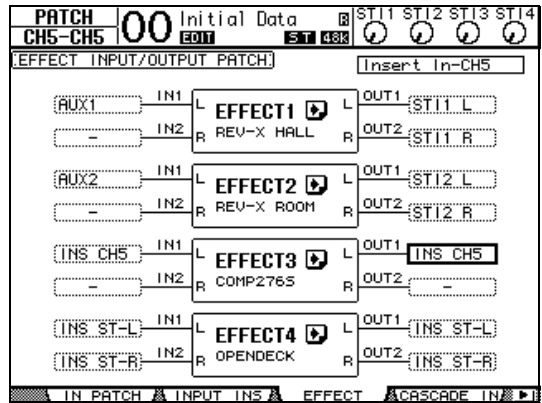 PATCH 00 Initial Data R STI1 STI2 STI3 STI4
CH5-CH5 EDIT ST 48K
EFFECT INPUT/OUTPUT PATCH
Insert In-CH5
AUX1 IN1 L EFFECT1 L OUT1 STI1 L
- IN2 R REV-X HALL R OUT2 STI1 R
AUX2 IN1 L EFFECT2 L OUT1 STI2 L
- IN2 R REV-X ROOM R OUT2 STI2 R
INS CH5 IN1 L EFFECT3 L OUT1 INS CH5
- IN2 R COMP276S R OUT2 -
INS ST-L IN1 L EFFECT4 L OUT1 INS ST-L
INS ST-R IN2 R OPENDECK R OUT2 INS ST-R
IN PATCH INPUT INS EFFECT CASCADE IN